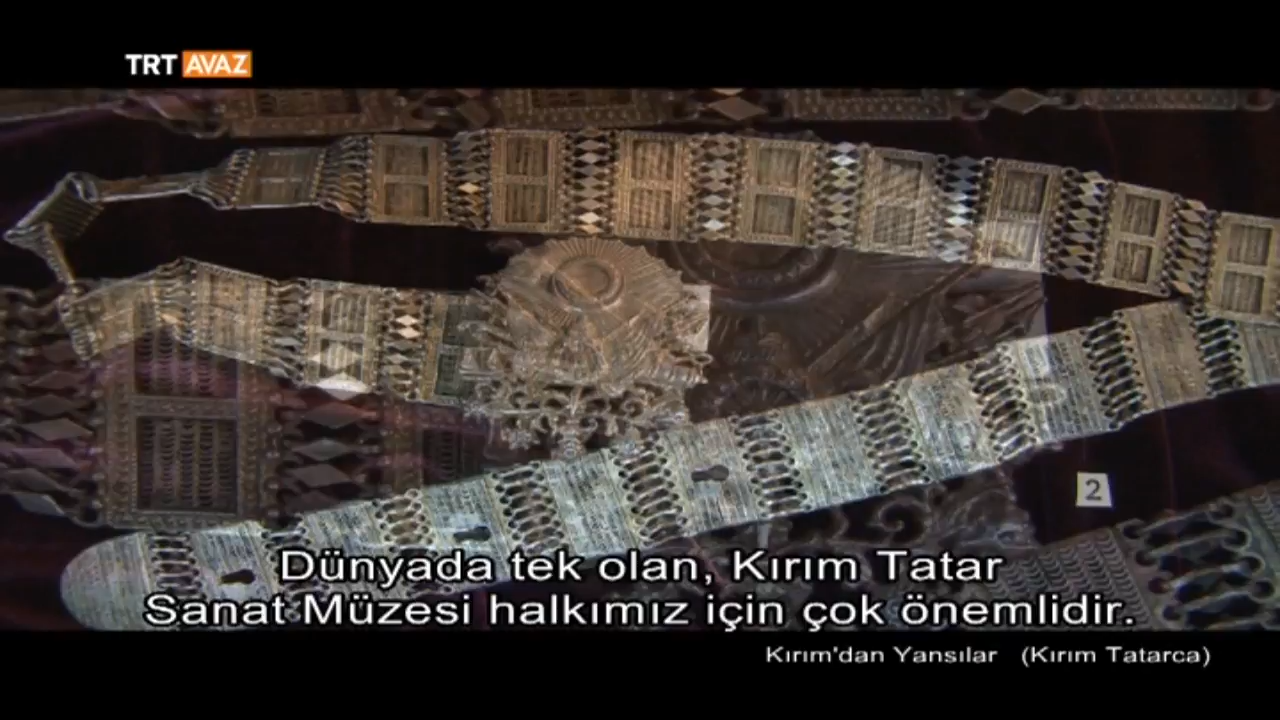 TRT AVAZ
2
Dünyada tek olan, Kırım Tatar
Sanat Müzesi halkımız için çok önemlidir.
Kırım'dan Yansılar (Kırım Tatarca)